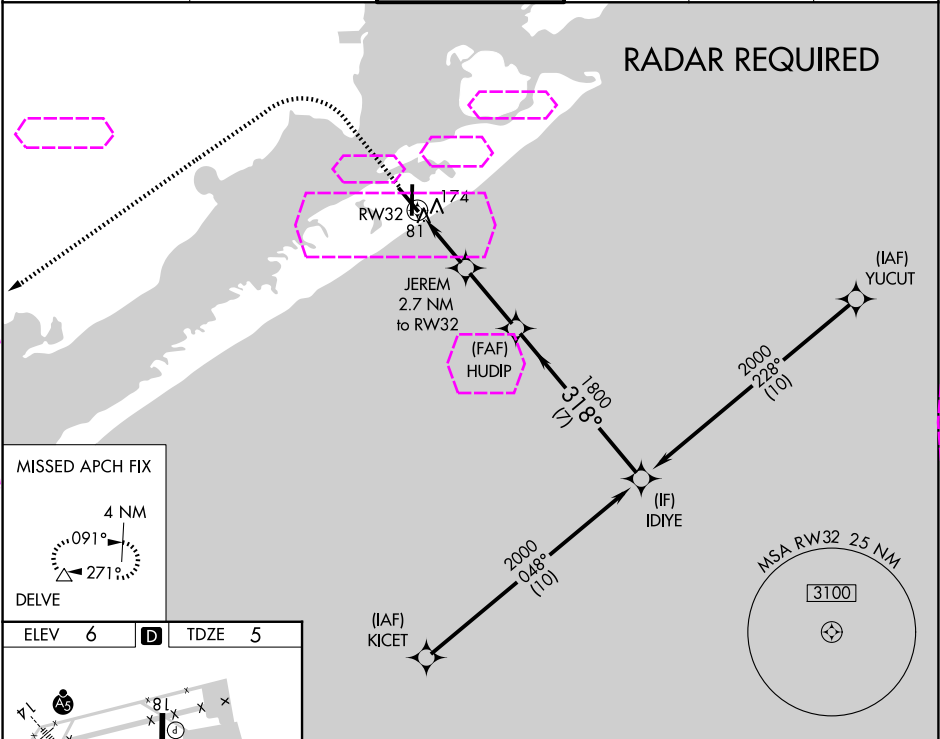 RADAR REQUIRED
174
RW32
81
(IAF)
YUCUT
JEREM
2.7 NM
to RW32
(FAF)
HUDIP
1800
318°
(7)
2000
228°
(10)
(IF)
IDIYE
2000
048°
(10)
(IAF)
KICET
MISSED APCH FIX
4 NM
091°
271°
DELVE
MSA RW32 25 NM
3100
ELEV 6 D TDZE 5
A5
14
18
P
x
x
x
x
x
x
x
x
x